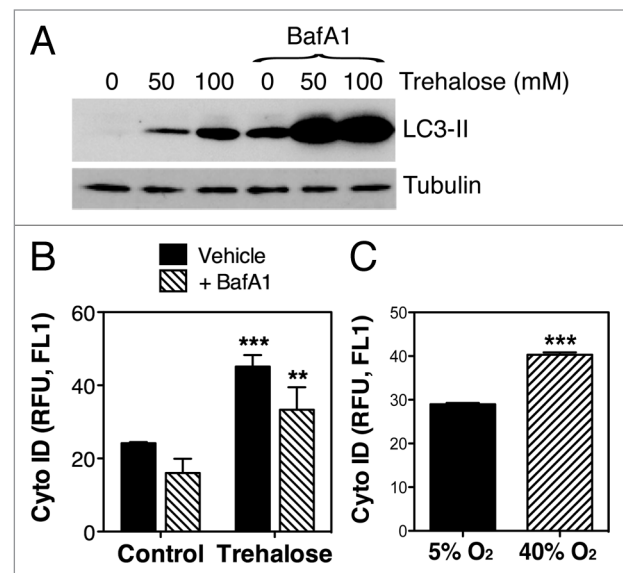 A
BafA1
0 50 100 0 50 100 Trehalose (mM)
LC3-II
Tubulin
B
Vehicle
+ BafA1
Cyto ID (RFU, FL1)
60
40
20
0
***
**
Control Trehalose
C
Cyto ID (RFU, FL1)
50
40
30
20
10
0
***
5% O₂ 40% O₂